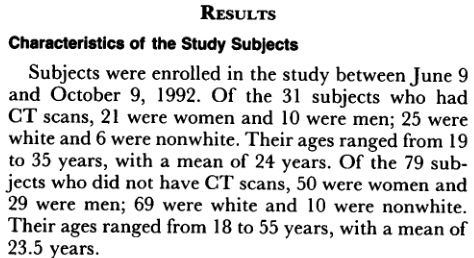 RESULTS
Characteristics of the Study Subjects
Subjects were enrolled in the study between June 9
and October 9, 1992. Of the 31 subjects who had
CT scans, 21 were women and 10 were men; 25 were
white and 6 were nonwhite. Their ages ranged from 19
to 35 years, with a mean of 24 years. Of the 79 sub-
jects who did not have CT scans, 50 were women and
29 were men; 69 were white and 10 were nonwhite.
Their ages ranged from 18 to 55 years, with a mean of
23.5 years.